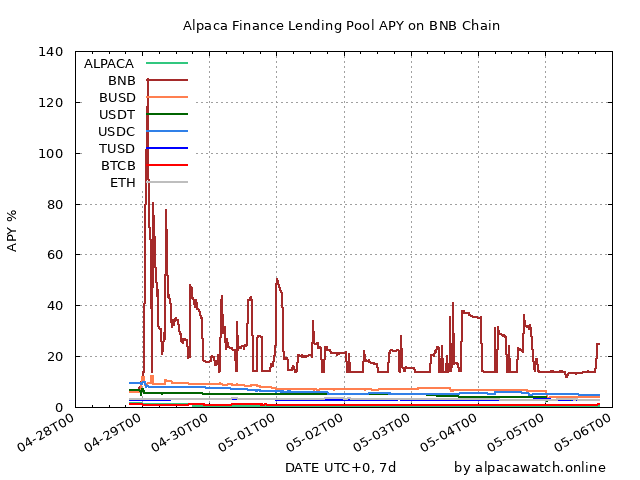 Alpaca Finance Lending Pool APY on BNB Chain
140
120
100
80
60
40
20
0
APY %
ALPACA
BNB
BUSD
USDT
USDC
TUSD
BTCB
ETH
04-28T00
04-29T00
04-30T00
05-01T00
05-02T00
05-03T00
05-04T00
05-05T00
05-06T00
DATE UTC+0, 7d
by alpacawatch.online